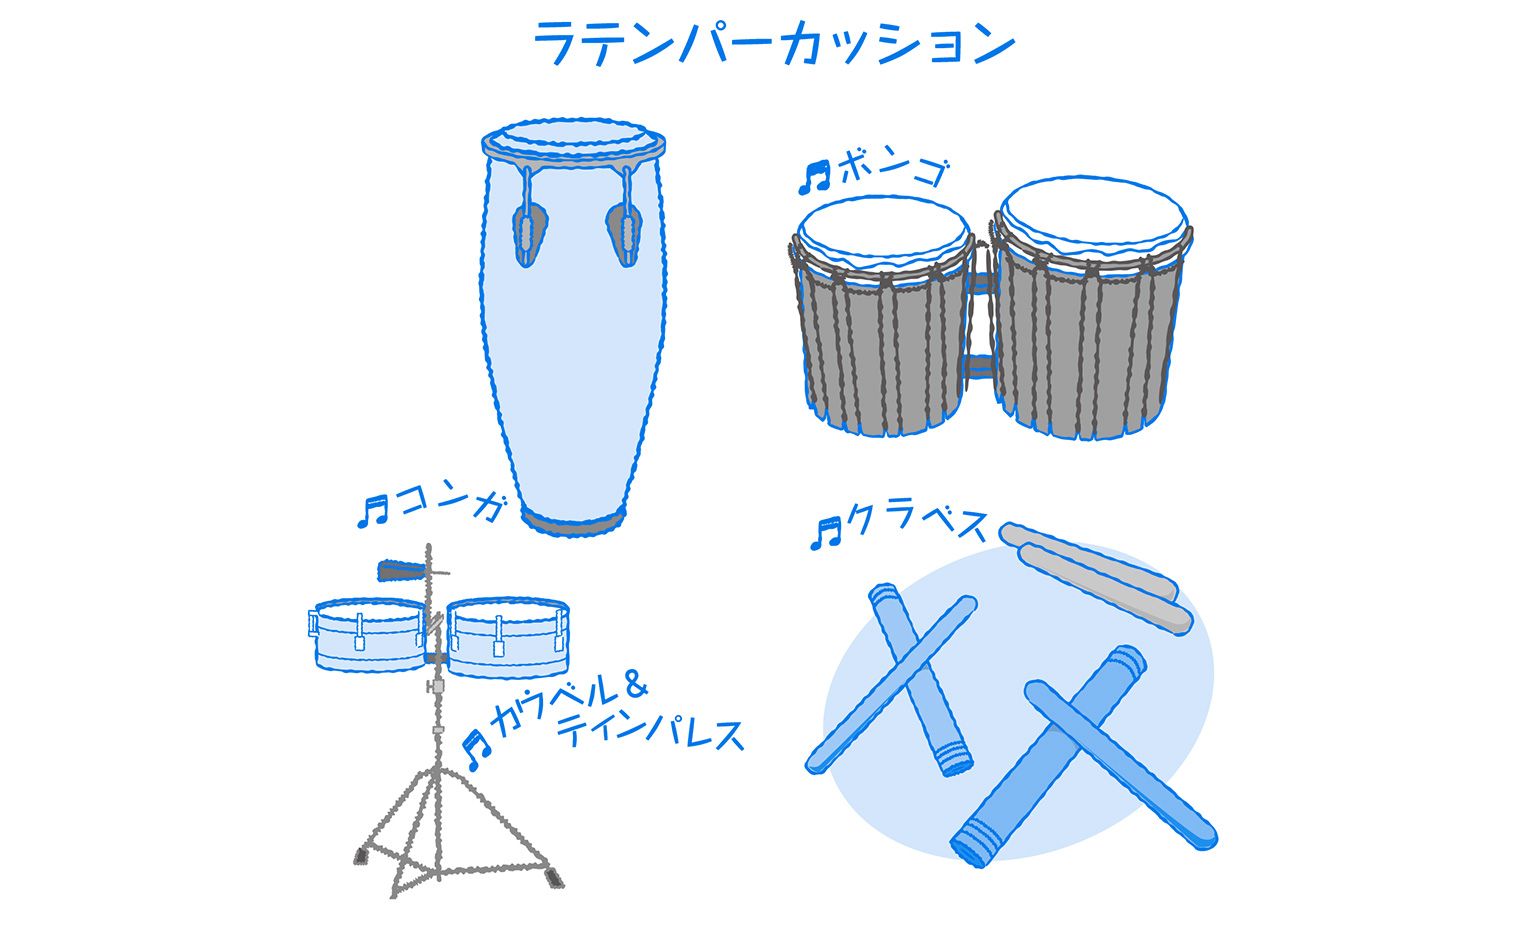 ラテンパーカッション
ボンゴ
コンガ
クラベス
カウベル&
ティンパレス